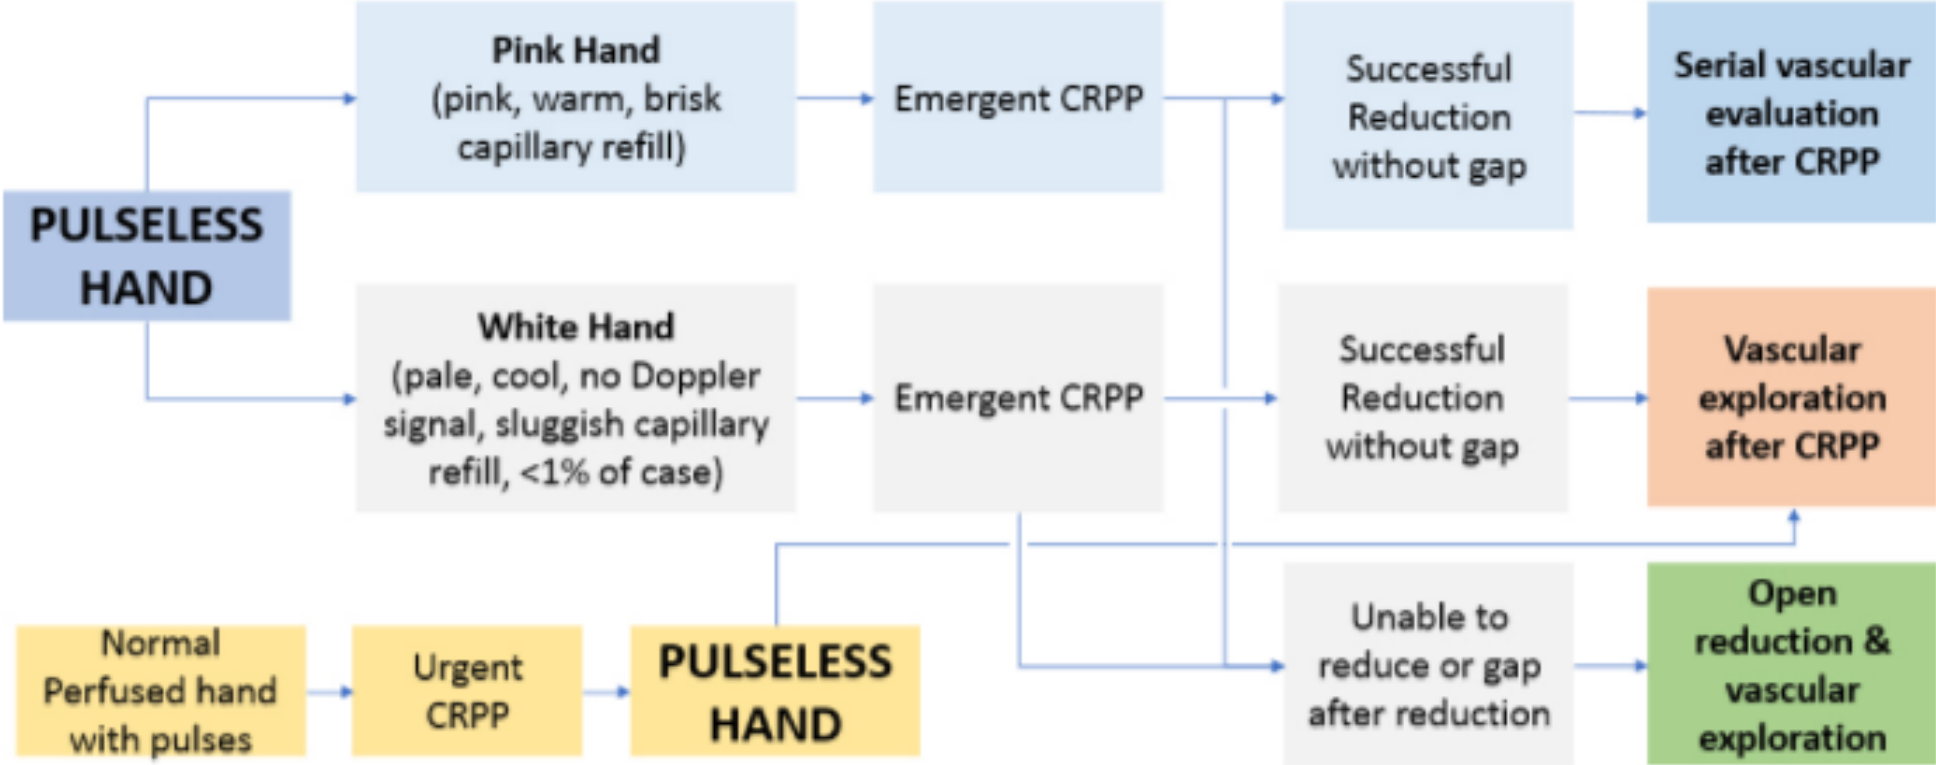 PULSELESS
HAND
Pink Hand
(pink, warm, brisk
capillary refill)
Emergent CRPP
Successful
Reduction
without gap
Serial vascular
evaluation
after CRPP
White Hand
(pale, cool, no Doppler
signal, sluggish capillary
refill, <1% of case)
Emergent CRPP
Successful
Reduction
without gap
Vascular
exploration
after CRPP
Normal
Perfused hand
with pulses
Urgent
CRPP
PULSELESS
HAND
Unable to
reduce or gap
after reduction
Open
reduction &
vascular
exploration